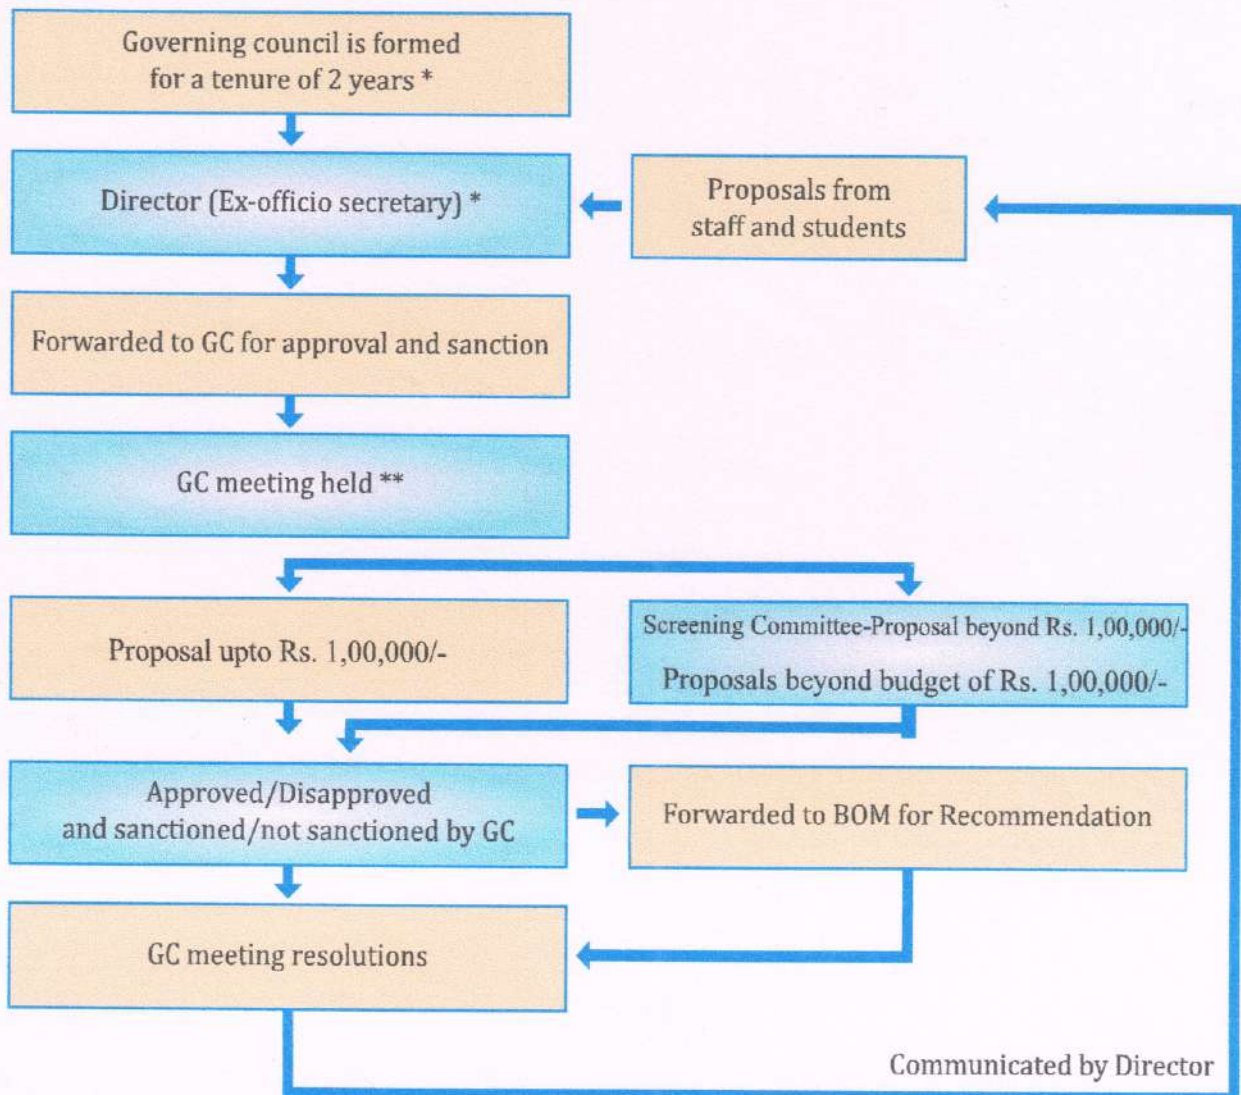 Governing council is formed
for a tenure of 2 years *
Director (Ex-officio secretary) *
Proposals from
staff and students
Forwarded to GC for approval and sanction
GC meeting held **
Proposal upto Rs. 1,00,000/-
Screening Committee-Proposal beyond Rs. 1,00,000/-
Proposals beyond budget of Rs. 1,00,000/-
Approved/Disapproved
and sanctioned/not sanctioned by GC
Forwarded to BOM for Recommendation
GC meeting resolutions
Communicated by Director